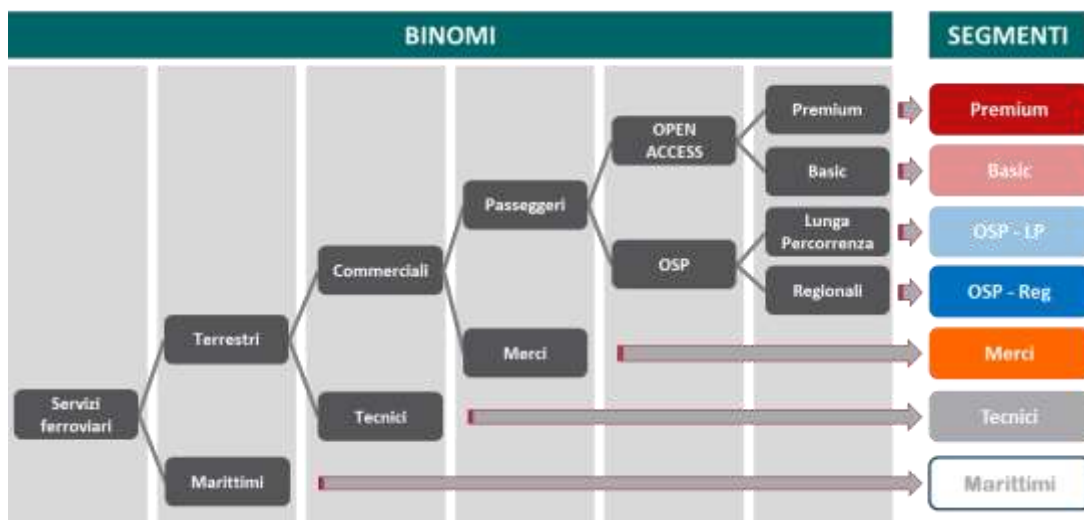 BINOMI
SEGMENTI
Premium
Premium
OPEN
ACCESS
Basic
Basic
Passeggeri
Lunga
Percorrenza
OSP - LP
OSP
Commerciali
Regionali
OSP - Reg
Terrestri
Merci
Merci
Servizi
ferroviari
Tecnici
Tecnici
Marittimi
Marittimi